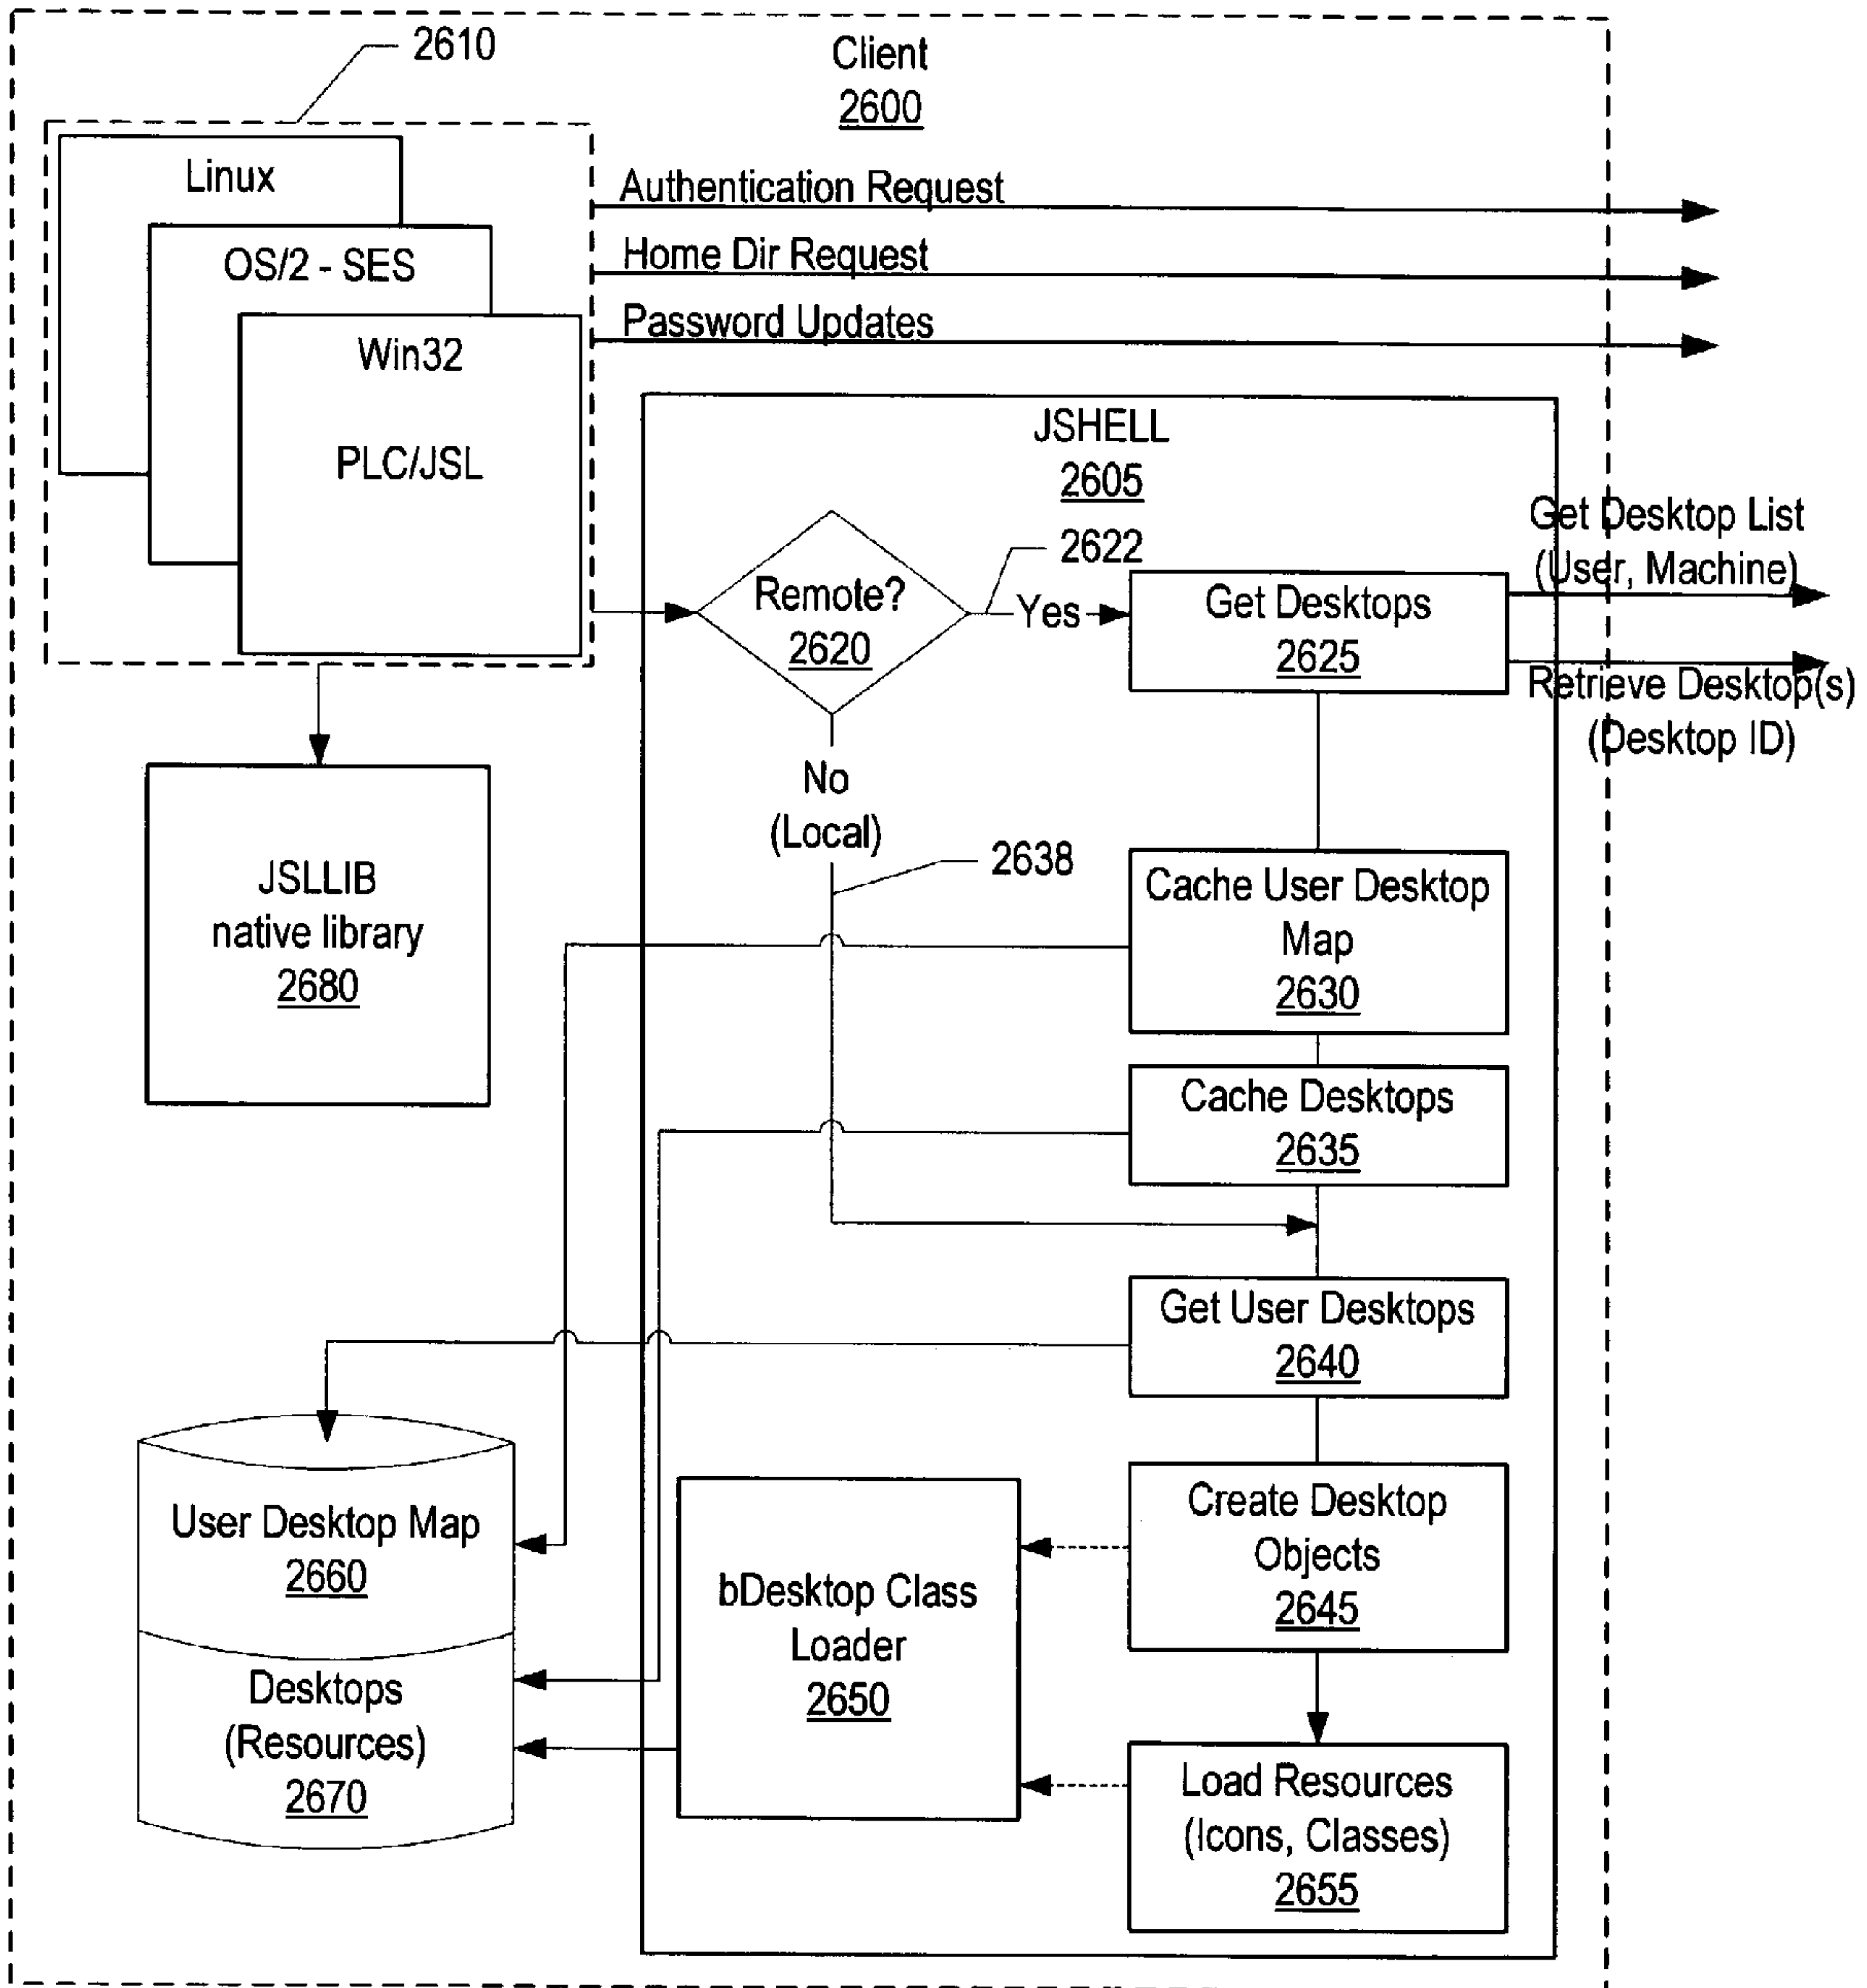 2610
Client
2600
Linux
OS/2 - SES
Win32
PLC/JSL
Authentication Request
Home Dir Request
Password Updates
JSHELL
2605
Remote?
2620
2622
Yes
Get Desktops
2625
Get Desktop List
(User, Machine)
Retrieve Desktop(s)
(Desktop ID)
No
(Local)
2638
JSLLIB
native library
2680
Cache User Desktop
Map
2630
Cache Desktops
2635
Get User Desktops
2640
User Desktop Map
2660
Desktops
(Resources)
2670
bDesktop Class
Loader
2650
Create Desktop
Objects
2645
Load Resources
(Icons, Classes)
2655